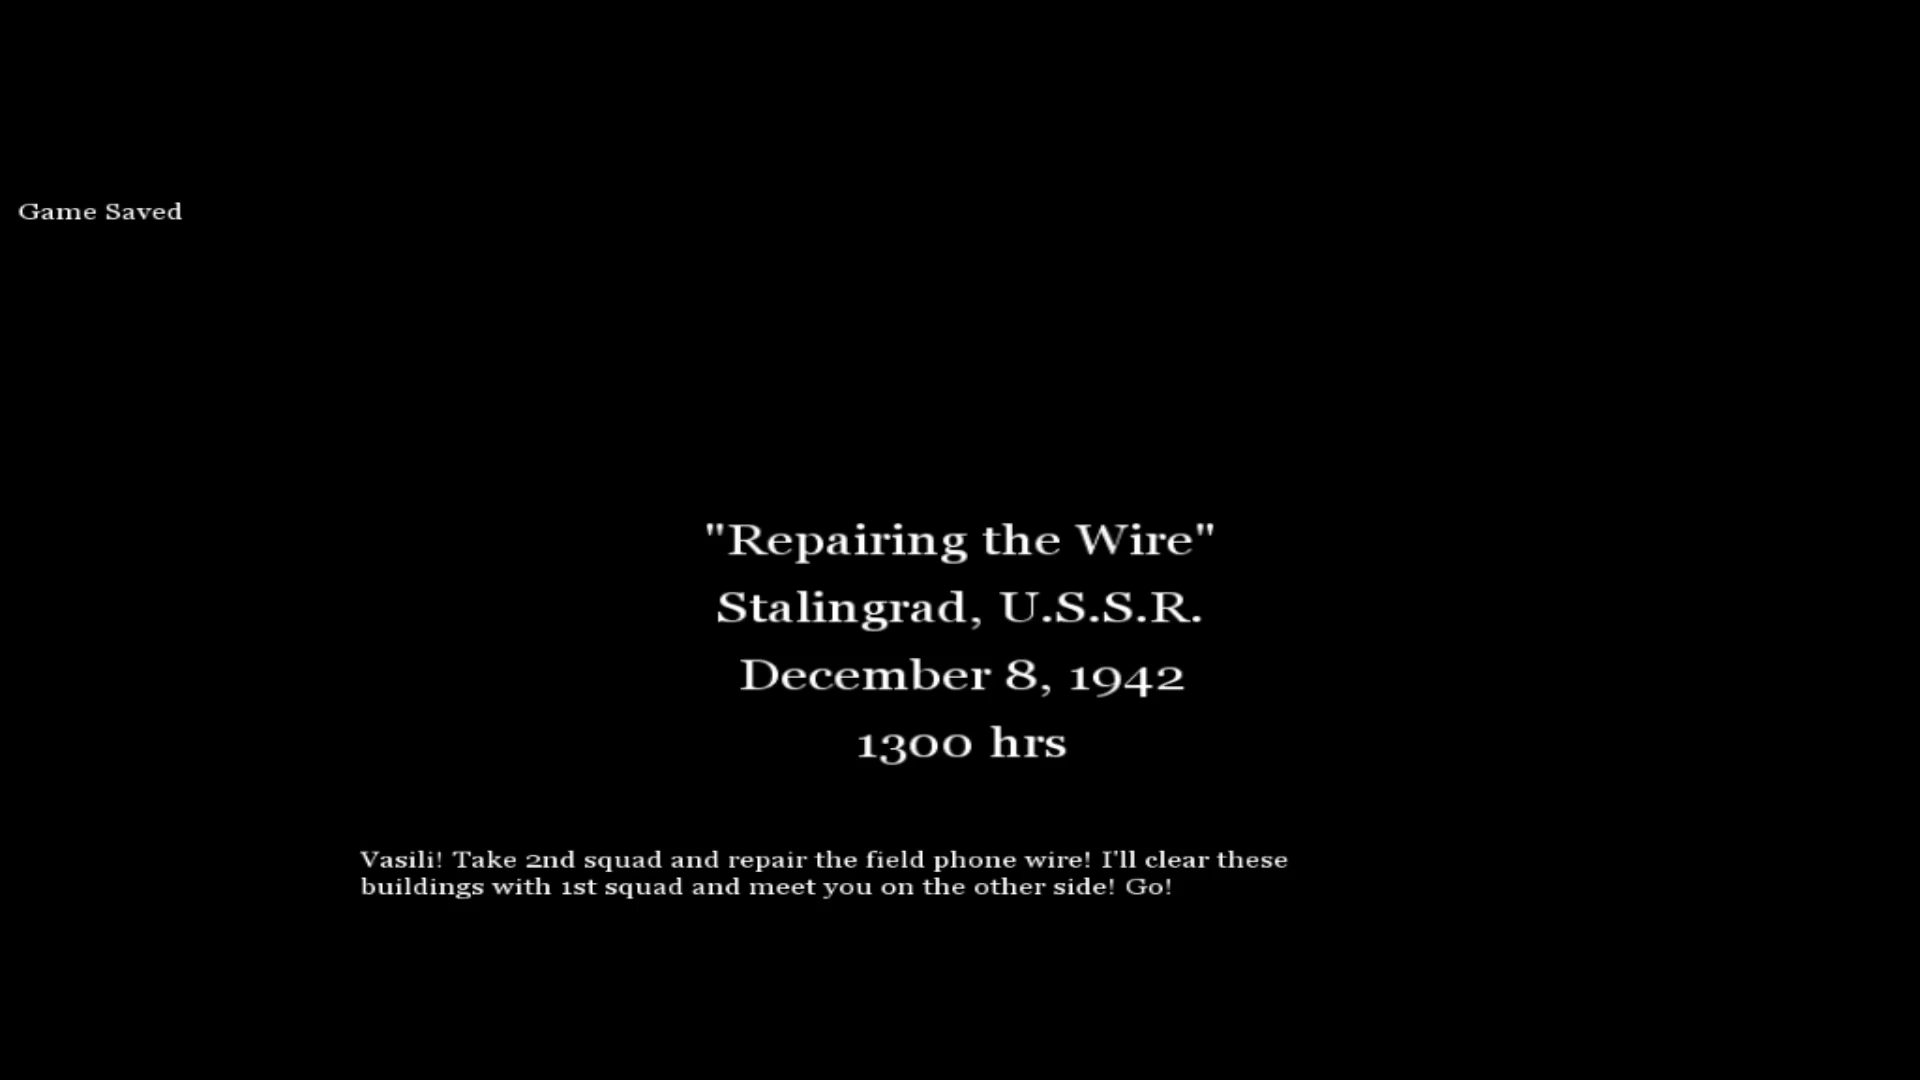 Game Saved
"Repairing the Wire"
Stalingrad, U.S.S.R.
December 8, 1942
1300 hrs
Vasili! Take 2nd squad and repair the field phone wire! I'll clear these
buildings with 1st squad and meet you on the other side! Go!